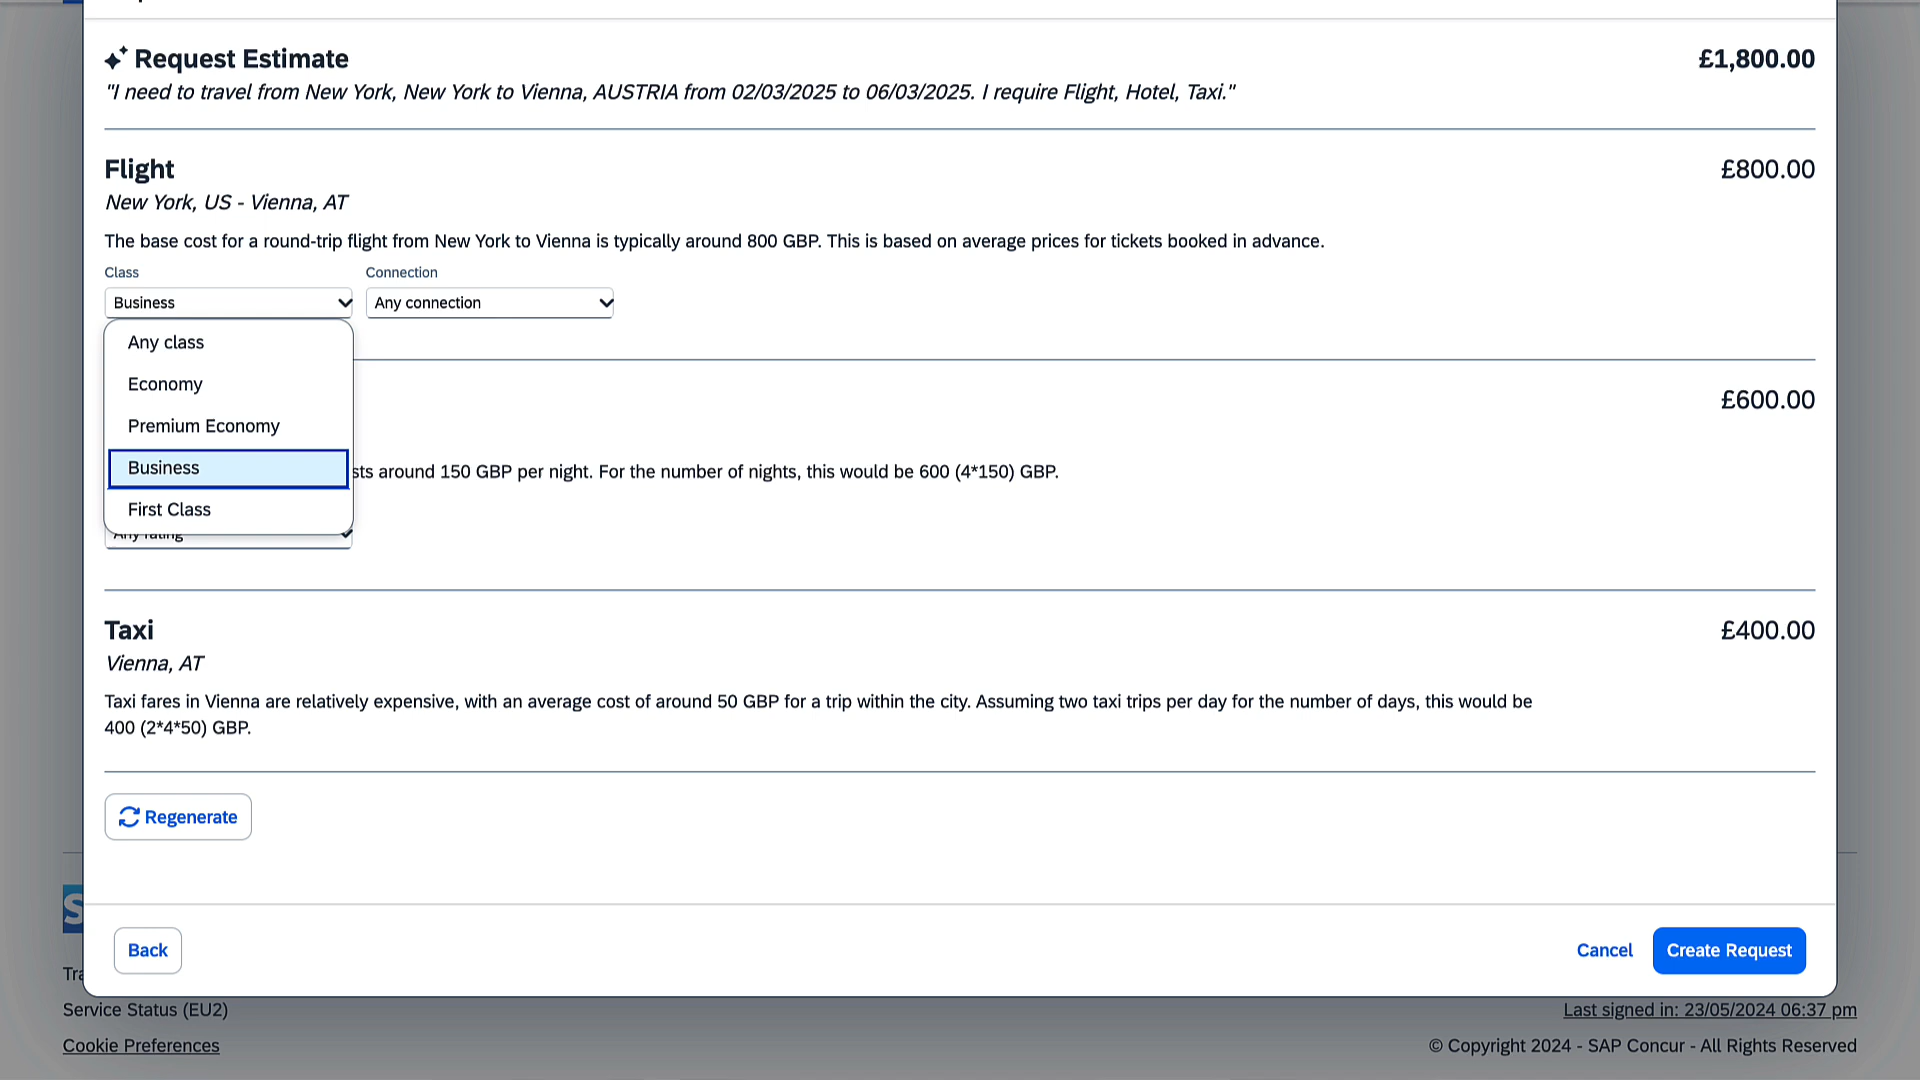 Request Estimate
£1,800.00
"I need to travel from New York, New York to Vienna, AUSTRIA from 02/03/2025 to 06/03/2025. I require Flight, Hotel, Taxi."
Flight
£800.00
New York, US - Vienna, AT
The base cost for a round-trip flight from New York to Vienna is typically around 800 GBP. This is based on average prices for tickets booked in advance.
Class
Connection
Business
Any connection
Any class
Economy
£600.00
Premium Economy
Business
around 150 GBP per night. For the number of nights, this would be 600 (4*150) GBP.
First Class
Any rating
Taxi
£400.00
Vienna, AT
Taxi fares in Vienna are relatively expensive, with an average cost of around 50 GBP for a trip within the city. Assuming two taxi trips per day for the number of days, this would be
400 (2*4*50) GBP.
Regenerate
Back
Cancel
Create Request
Service Status (EU2)
Last signed in: 23/05/2024 06:37 pm
Cookie Preferences
© Copyright 2024 - SAP Concur - All Rights Reserved